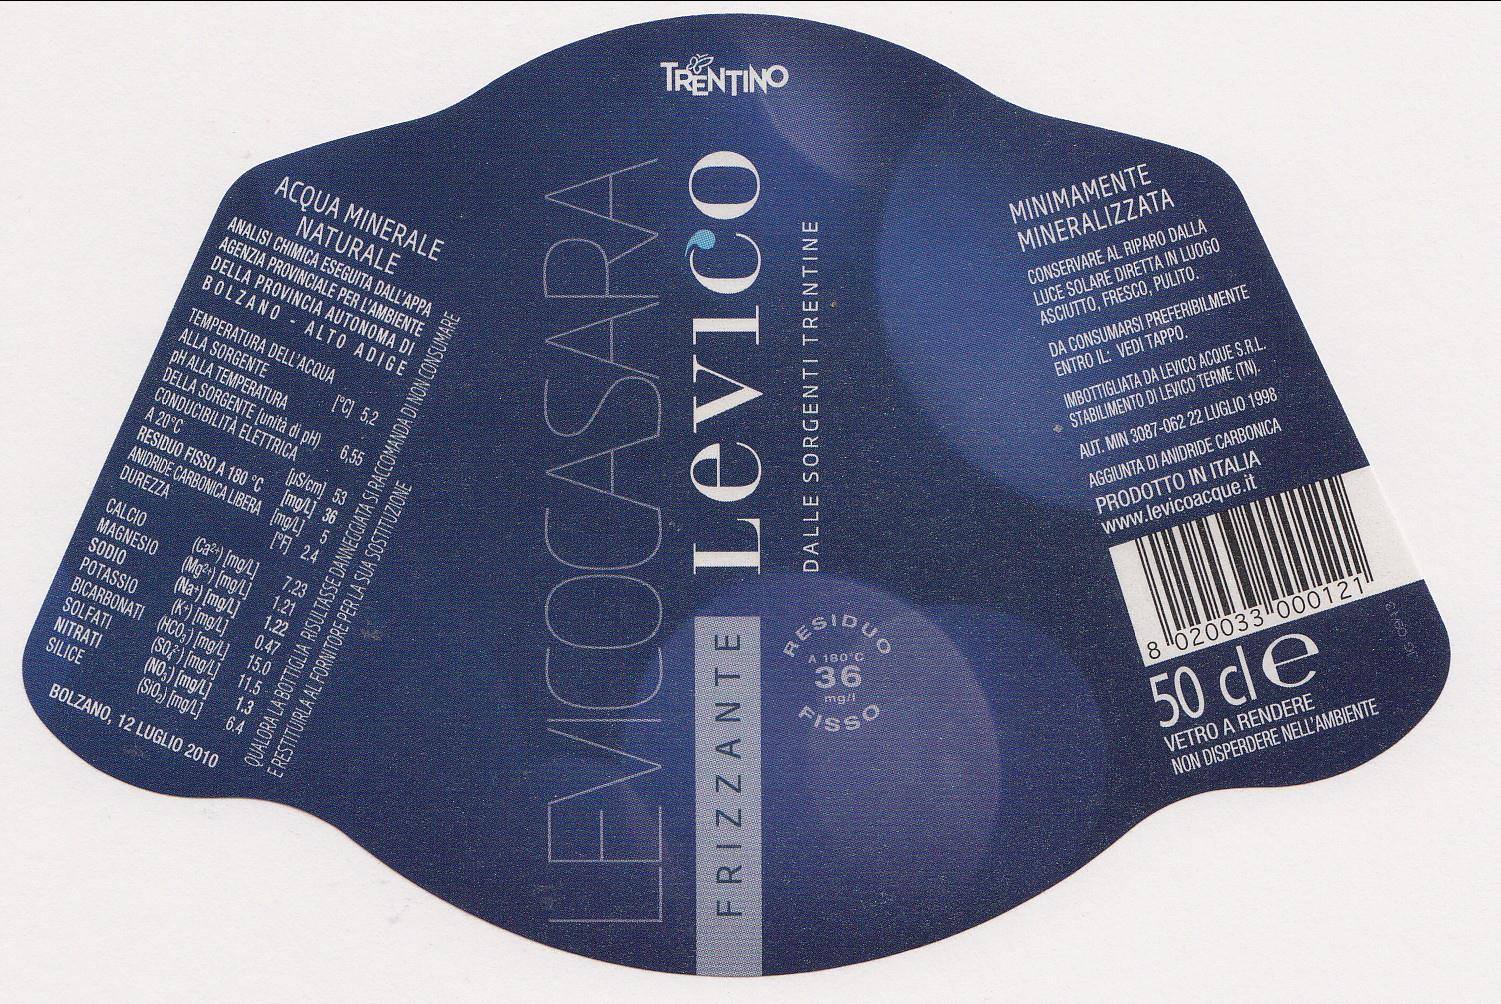 TRENTINO
ACQUA MINERALE
NATURALE
ANALISI CHIMICA ESEGUITA DALL'APPA
AGENZIA PROVINCIALE PER L'AMBIENTE
DELLA PROVINCIA AUTONOMA DI
BOLZANO - ALTO ADIGE
TEMPERATURA DELL'ACQUA
ALLA SORGENTE [°C] 5,2
pH ALLA TEMPERATURA
DELLA SORGENTE [unità di pH) 6.55
CONDUCIBILITÀ ELETTRICA
A 20°C [µS/cm] 53
RESIDUO FISSO A 180 °C [mg/L] 36
ANIDRIDE CARBONICA LIBERA [mg/L] 5
DUREZZA [°F] 2.4
CALCIO (Ca²⁺) [mg/L] 7.23
MAGNESIO (Mg²⁺) [mg/L] 1.21
SODIO (Na⁺) [mg/L] 1.22
POTASSIO (K⁺) [mg/L] 0.47
BICARBONATI (HCO₃⁻) [mg/L] 15.0
SOLFATI (SO₄²⁻) [mg/L] 11.5
NITRATI (NO₃⁻) [mg/L] 1.3
SILICE (SiO₂) [mg/L] 6.4
BOLZANO, 12 LUGLIO 2010
QUALORA LA BOTTIGLIA RISULTASSE DANNEGGIATA SI RACCOMANDA DI NON CONSUMARE
E RESTITUIRLA AL FORNITORE PER LA SUA SOSTITUZIONE
LEVICOCASARA
Levico
FRIZZANTE
DALLE SORGENTI TRENTINE
RESIDUO
A 180°C
36
mg/l
FISSO
MINIMAMENTE
MINERALIZZATA
CONSERVARE AL RIPARO DALLA
LUCE SOLARE DIRETTA IN LUOGO
ASCIUTTO, FRESCO, PULITO.
DA CONSUMARSI PREFERIBILMENTE
ENTRO IL: VEDI TAPPO.
IMBOTTIGLIATA DA LEVICO ACQUE S.R.L.
STABILIMENTO DI LEVICO TERME (TN).
AUT. MIN 3087-062 22 LUGLIO 1998
AGGIUNTA DI ANIDRIDE CARBONICA
PRODOTTO IN ITALIA
www.levicoacque.it
8 020033 000121
50 cl e
VETRO A RENDERE
NON DISPERDERE NELL'AMBIENTE